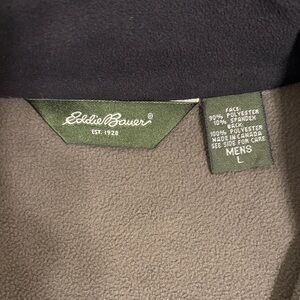 Eddie Bauer®
EST. 1920
FACE:
90% POLYESTER
10% SPANDEX
BACK:
100% POLYESTER
MADE IN CANADA
SEE SIDE FOR CARE
MENS
L